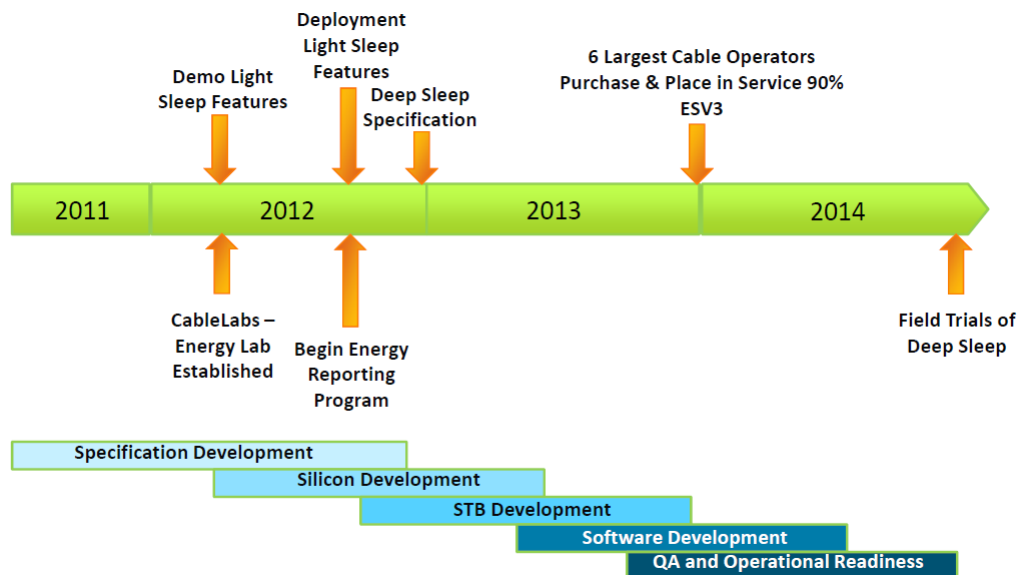 Deployment
Light Sleep
Features
Demo Light
Sleep Features
Deep Sleep
Specification
6 Largest Cable Operators
Purchase & Place in Service 90%
ESV3
2011
2012
2013
2014
CableLabs –
Energy Lab
Established
Begin Energy
Reporting
Program
Field Trials of
Deep Sleep
Specification Development
Silicon Development
STB Development
Software Development
QA and Operational Readiness